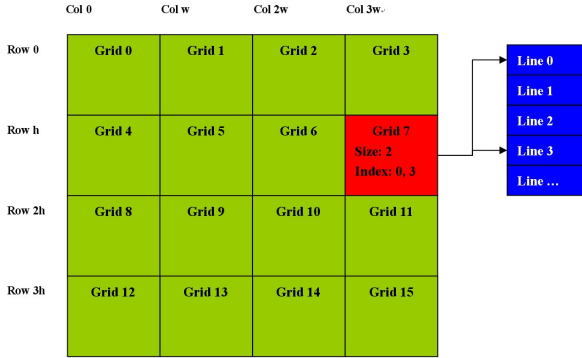 Col 0 Col w Col 2w Col 3w
Row 0 Grid 0 Grid 1 Grid 2 Grid 3
Line 0
Line 1
Row h Grid 4 Grid 5 Grid 6 Grid 7
Line 2
Size: 2
Line 3
Index: 0, 3
Line ...
Row 2h Grid 8 Grid 9 Grid 10 Grid 11
Row 3h Grid 12 Grid 13 Grid 14 Grid 15